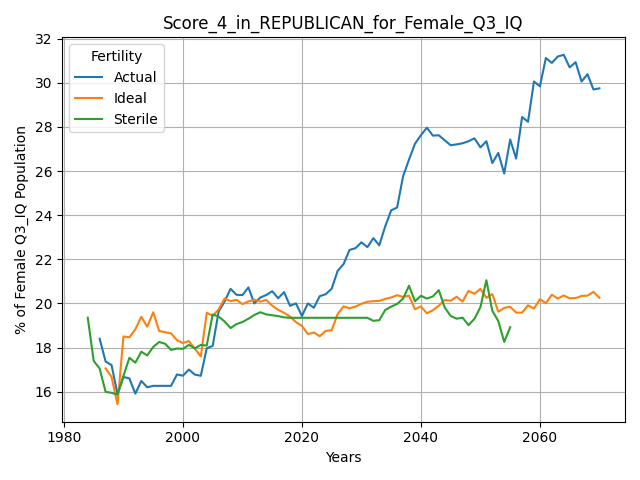 Score_4_in_REPUBLICAN_for_Female_Q3_IQ
Fertility
Actual
Ideal
Sterile
% of Female Q3_IQ Population
32
30
28
26
24
22
20
18
16
1980
2000
2020
2040
2060
Years